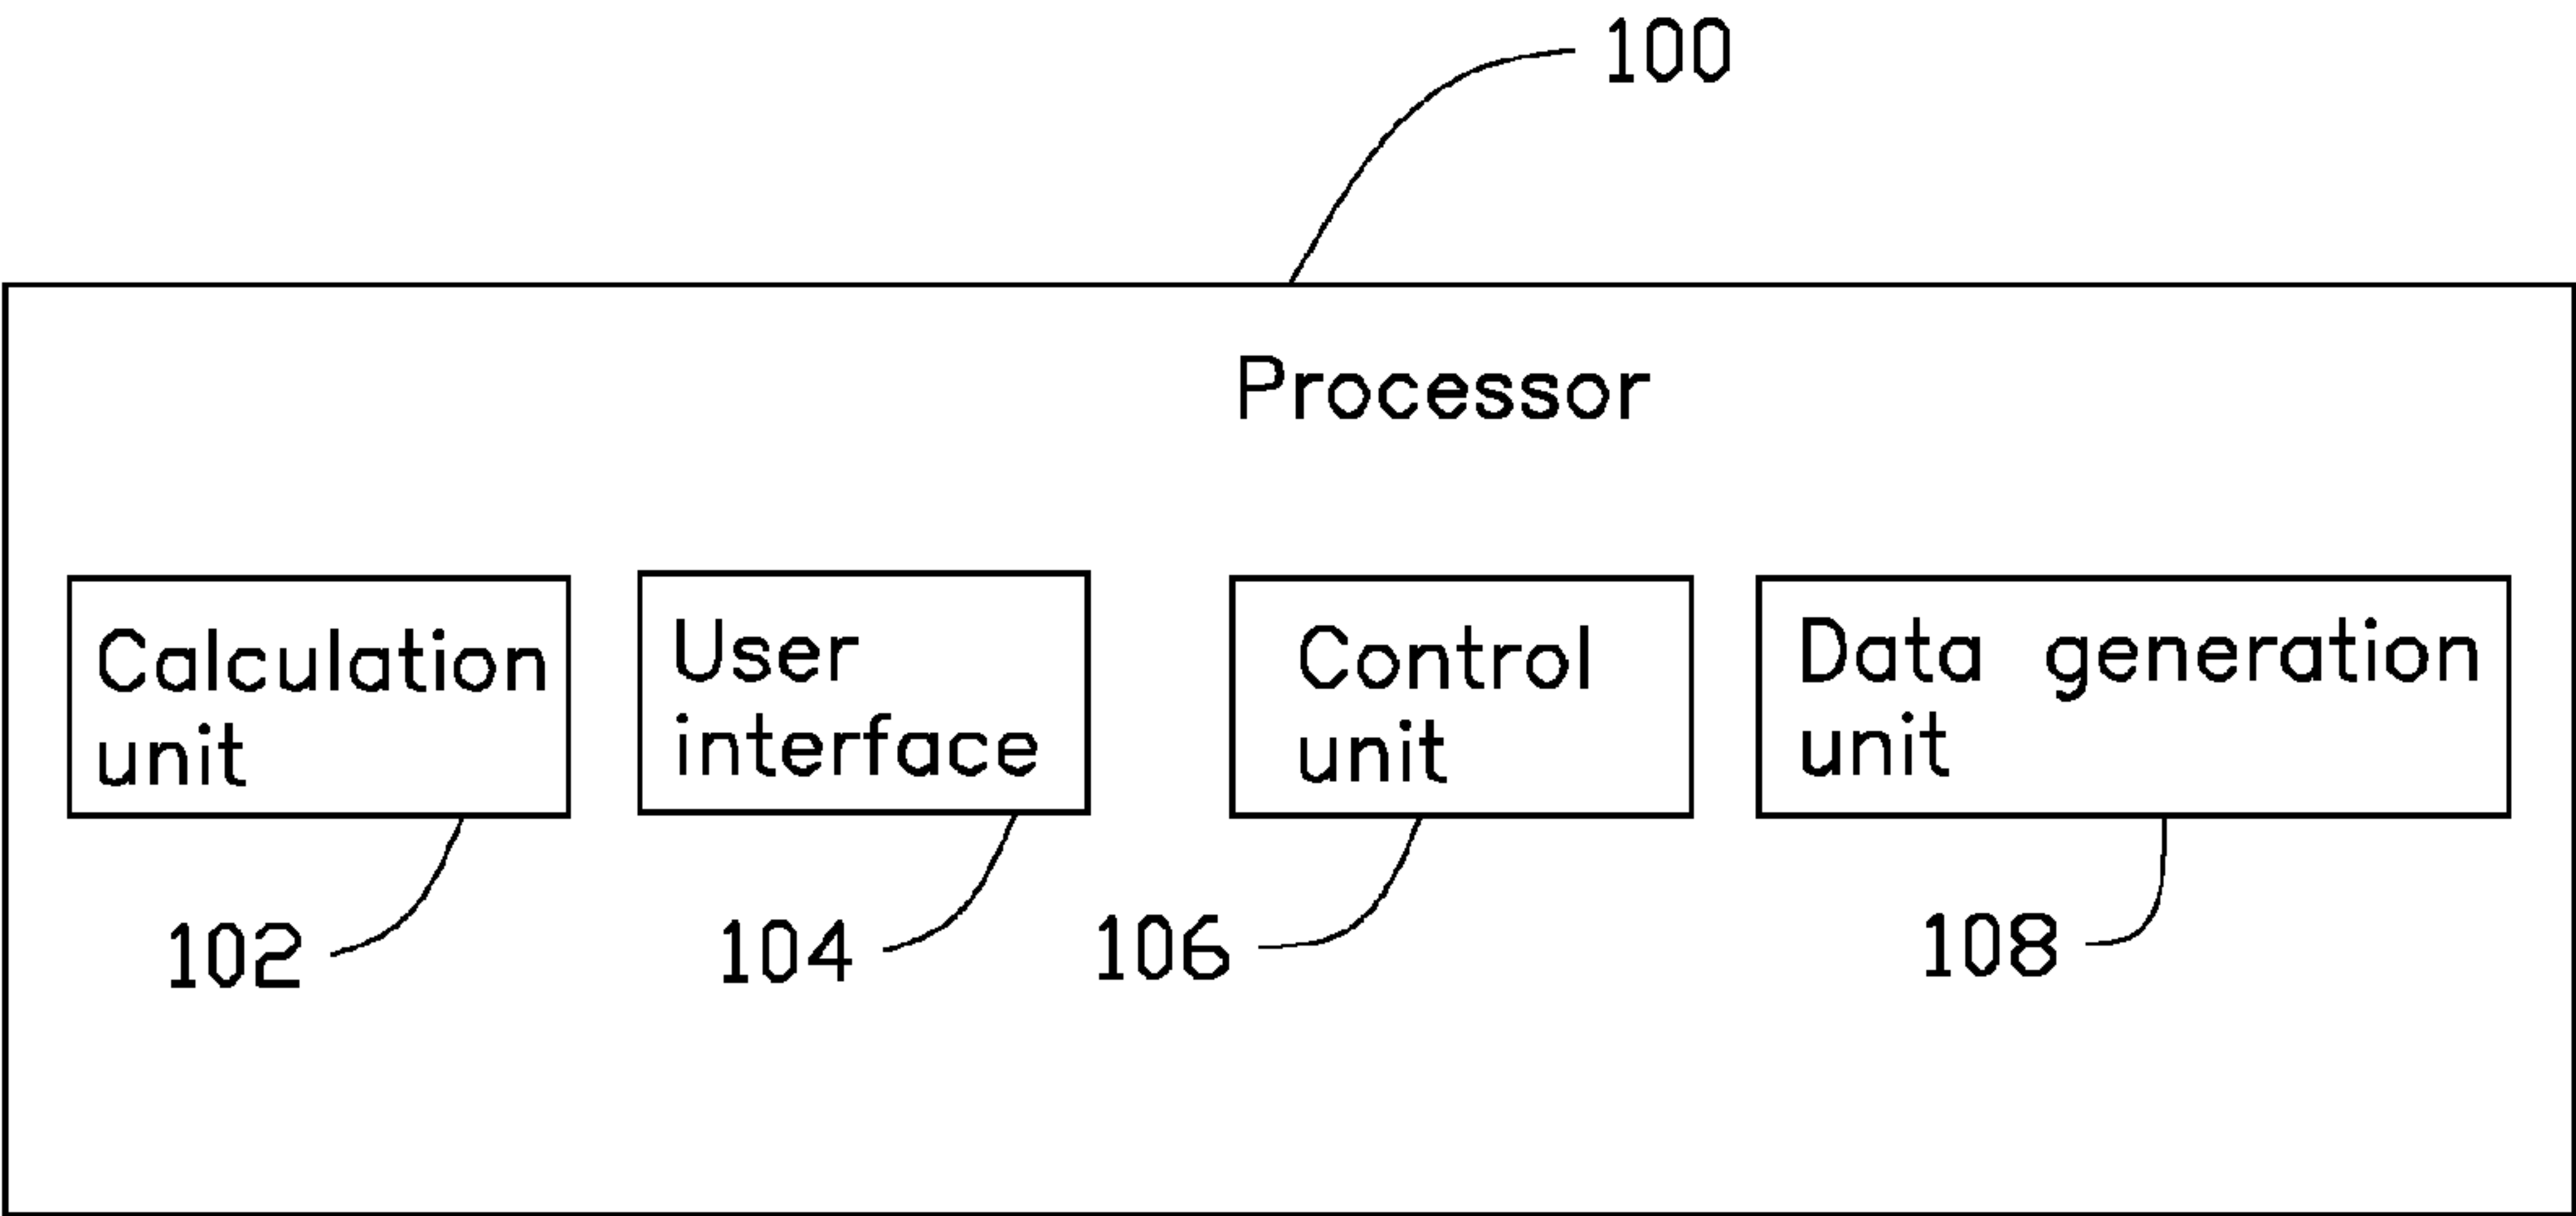 100
Processor
Calculation
unit
User
interface
Control
unit
Data generation
unit
102
104
106
108